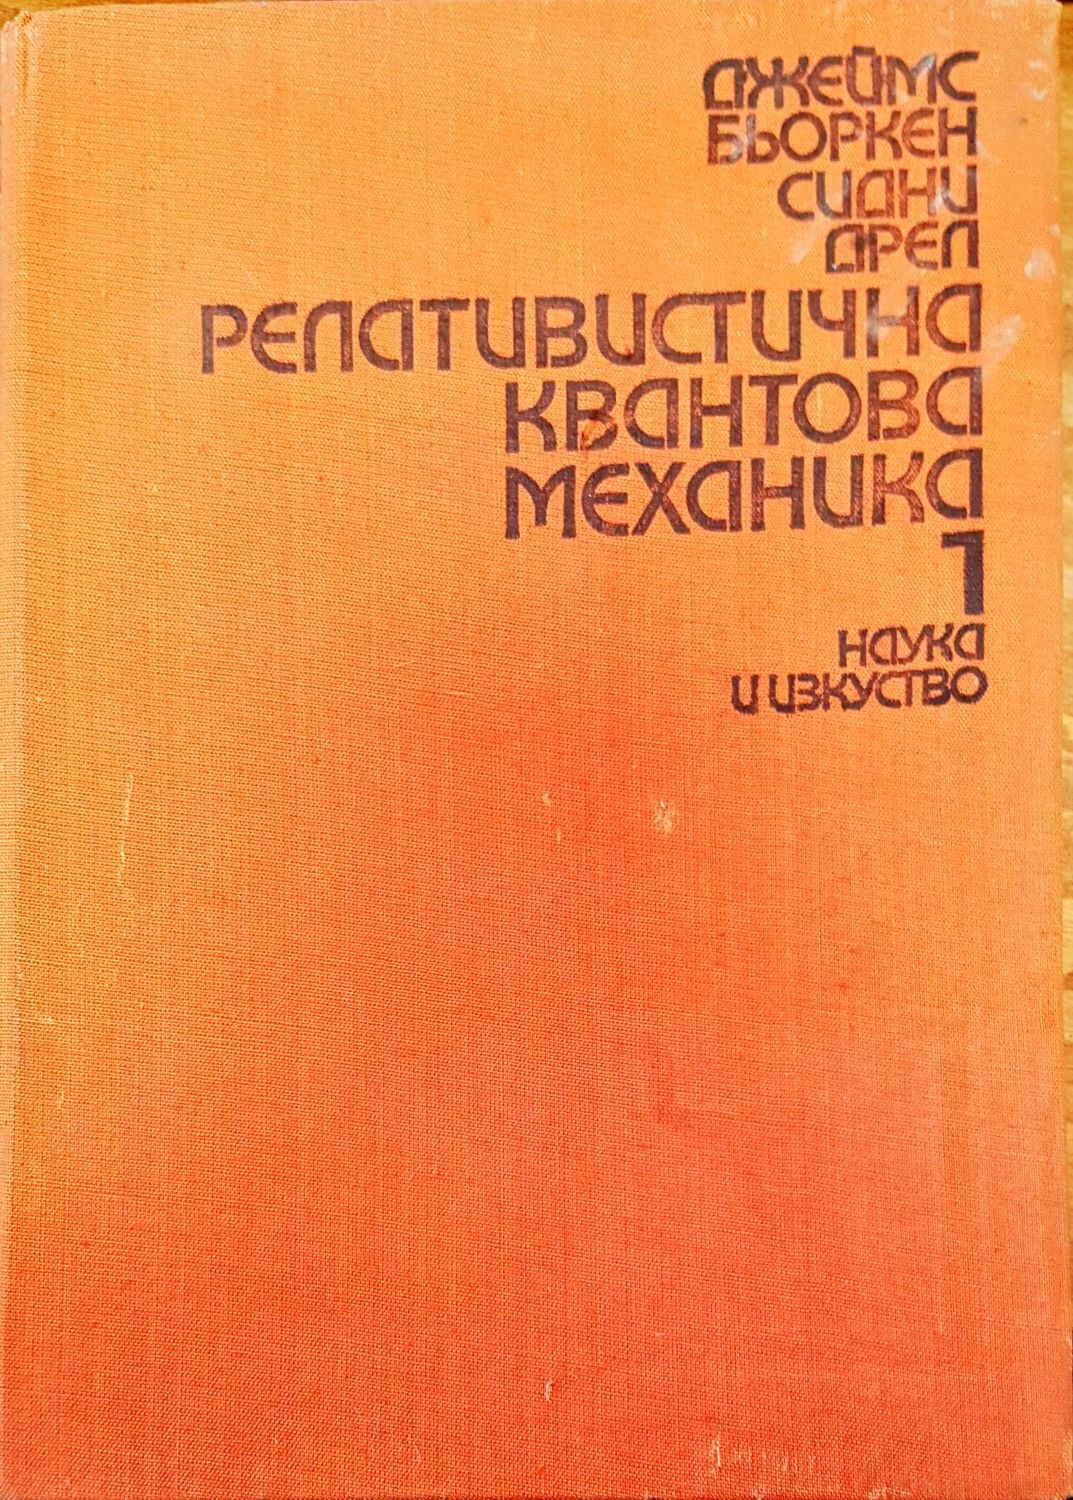 ДЖЕЙМС
БЬОРКЕН
СИДНИ
ДРЕЛ
РЕЛАТИВИСТИЧНА
КВАНТОВА
МЕХАНИКА
1
НАУКА
И ИЗКУСТВО